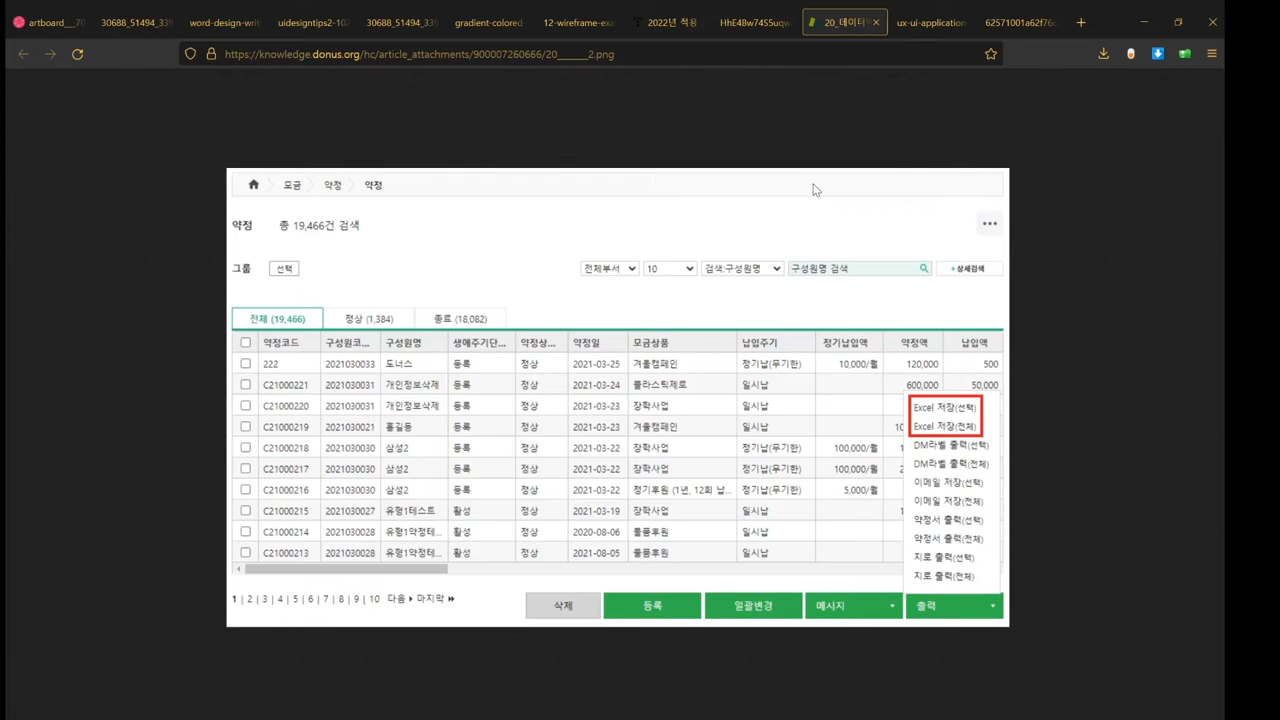 artboard__70 30688_51494_339 word-design-writ uidesigntips2-102 30688_51494_339 gradient-colored- 12-wireframe-exa 2022년 적용 HhE4Bw74S5uqw 20_데이터 ux-ui-application 62571001a62f76c
https://knowledge.donus.org/hc/article_attachments/900007260666/20______2.png
모금 약정 약정
약정 총 19,466건 검색
그룹 선택 전체부서 10 검색:구성원명 구성원명 검색 +상세검색
전체 (19,466) 정상 (1,384) 종료 (18,082)
약정코드 구성원코... 구성원명 생애주기단... 약정상... 약정일 모금상품 납입주기 정기납입액 약정액 납입액
222 2021030033 도너스 등록 정상 2021-03-25 겨울캠페인 정기납(무기한) 10,000/월 120,000 500
C21000221 2021030031 개인정보삭제 등록 정상 2021-03-24 플라스틱제로 일시납 600,000 50,000
C21000220 2021030031 개인정보삭제 등록 정상 2021-03-23 장학사업 일시납
C21000219 2021030021 홍길동 등록 정상 2021-03-23 겨울캠페인 일시납 10
C21000218 2021030030 삼성2 등록 정상 2021-03-22 장학사업 정기납(무기한) 100,000/월 1
C21000217 2021030030 삼성2 등록 정상 2021-03-22 장학사업 정기납(무기한) 100,000/월 2
C21000216 2021030030 삼성2 등록 정상 2021-03-22 정기후원 (1년, 12회 납... 정기납(무기한) 5,000/월
C21000215 2021030027 유형1테스트 활성 정상 2021-03-19 장학사업 일시납 1
C21000214 2021030028 유형1약정테... 활성 정상 2020-08-06 물품후원 일시납
C21000213 2021030028 유형1약정테... 활성 정상 2021-08-05 물품후원 일시납
Excel 저장(선택)
Excel 저장(전체)
DM라벨 출력(선택)
DM라벨 출력(전체)
이메일 저장(선택)
이메일 저장(전체)
약정서 출력(선택)
약정서 출력(전체)
지로 출력(선택)
지로 출력(전체)
1 | 2 | 3 | 4 | 5 | 6 | 7 | 8 | 9 | 10 다음 마지막
삭제 등록 일괄변경 메시지 출력